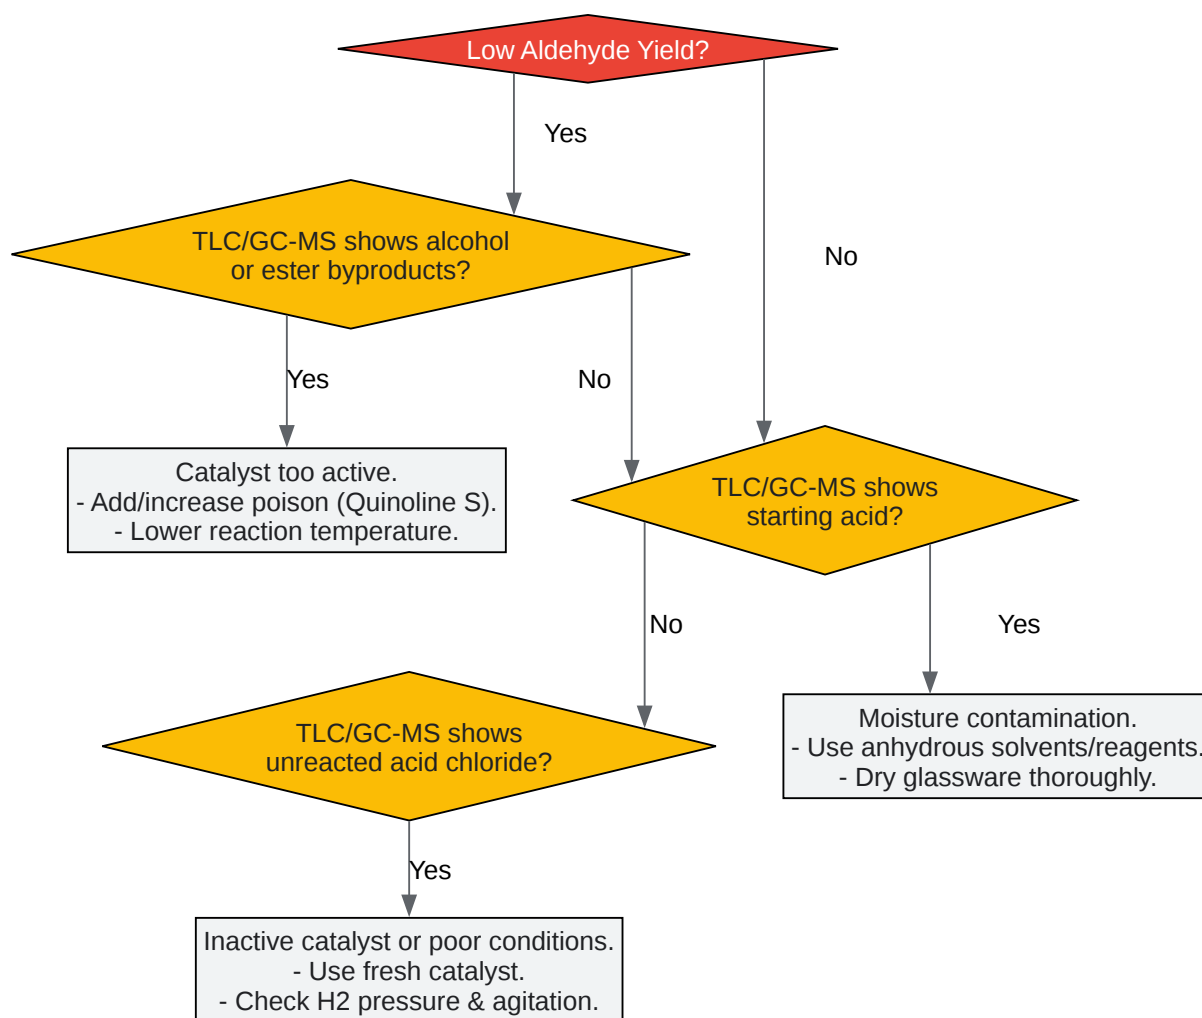 Low Aldehyde Yield?
Yes
TLC/GC-MS shows alcohol
or ester byproducts?
No
Yes
No
Catalyst too active.
- Add/increase poison (Quinoline S).
- Lower reaction temperature.
TLC/GC-MS shows
starting acid?
No
Yes
TLC/GC-MS shows
unreacted acid chloride?
Moisture contamination.
- Use anhydrous solvents/reagents.
- Dry glassware thoroughly.
Yes
Inactive catalyst or poor conditions.
- Use fresh catalyst.
- Check H2 pressure & agitation.